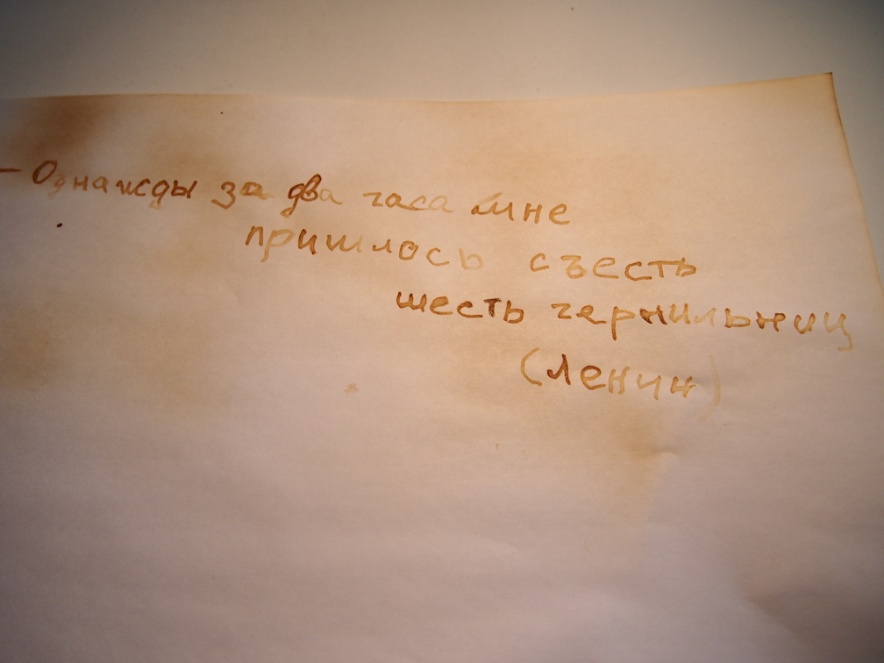 - Однажды за два часа мне
пришлось съесть
шесть чернильниц
(Ленин)